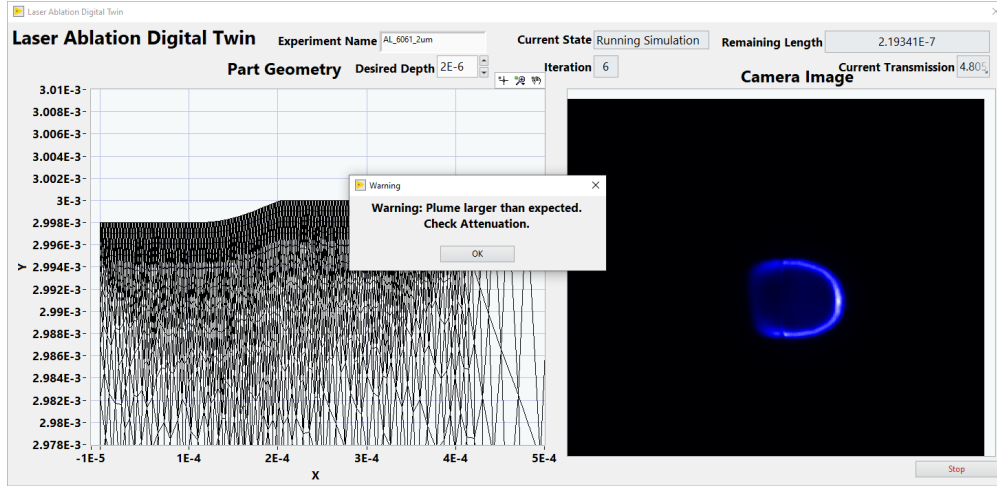 Laser Ablation Digital Twin
Laser Ablation Digital Twin
Experiment Name AL_6061_2um
Current State Running Simulation
Remaining Length 2.19341E-7
Part Geometry
Desired Depth 2E-6
Iteration 6
Current Transmission 4.805
Camera Image
3.01E-3
3.008E-3
3.006E-3
3.004E-3
3.002E-3
3E-3
2.998E-3
2.996E-3
2.994E-3
2.992E-3
2.99E-3
2.988E-3
2.986E-3
2.984E-3
2.982E-3
2.98E-3
2.978E-3
Y
-1E-5
1E-4
2E-4
3E-4
4E-4
5E-4
X
Warning
Warning: Plume larger than expected.
Check Attenuation.
OK
Stop